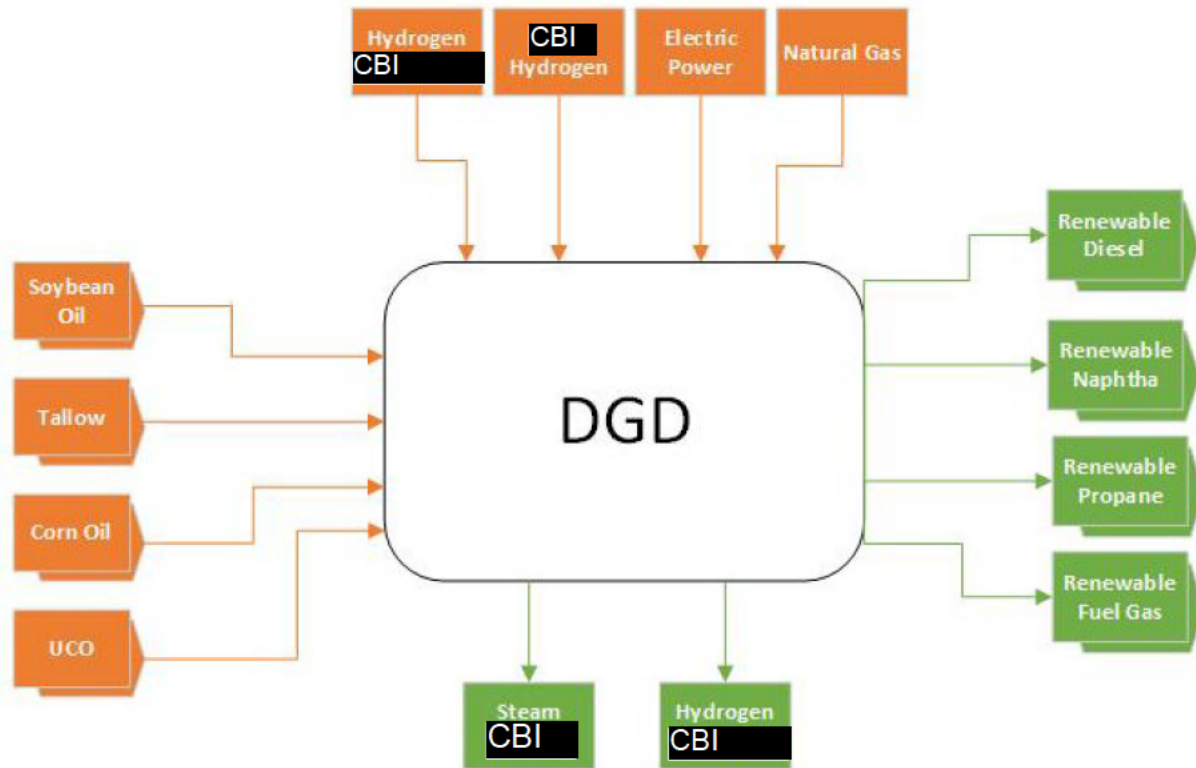 Hydrogen
CBI
CBI
Hydrogen
Electric
Power
Natural Gas
Soybean
Oil
Tallow
Corn Oil
UCO
DGD
Renewable
Diesel
Renewable
Naphtha
Renewable
Propane
Renewable
Fuel Gas
Steam
CBI
Hydrogen
CBI